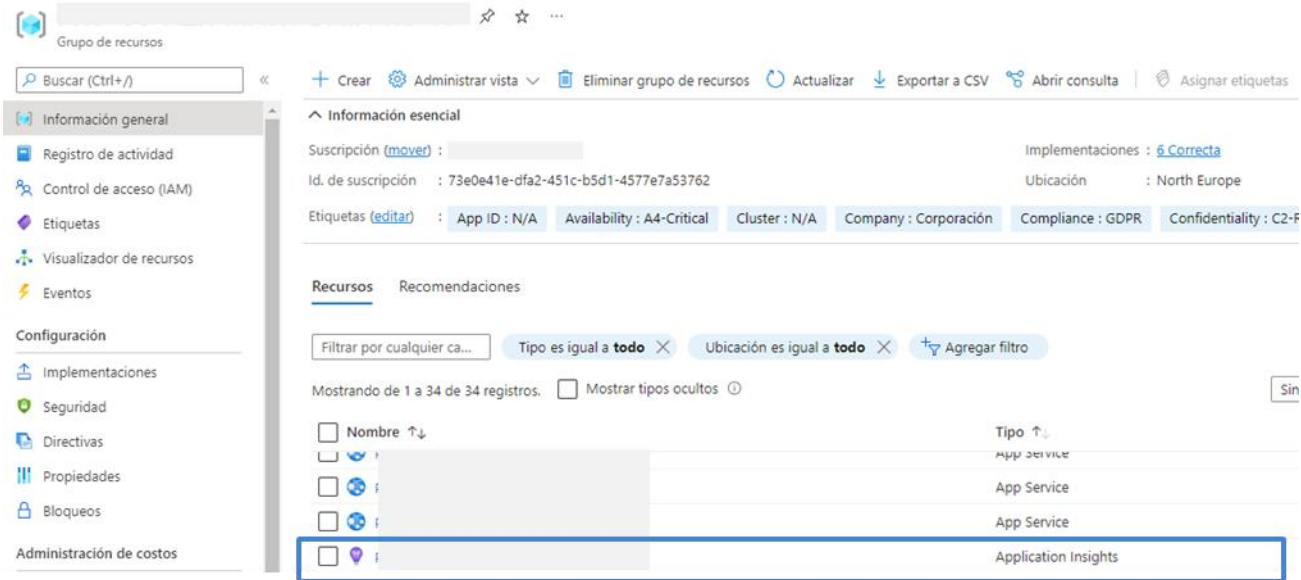 Grupo de recursos
Buscar (Ctrl+/)
Crear Administrar vista Eliminar grupo de recursos Actualizar Exportar a CSV Abrir consulta Asignar etiquetas
Información general
Registro de actividad
Control de acceso (IAM)
Etiquetas
Visualizador de recursos
Eventos
Configuración
Implementaciones
Seguridad
Directivas
Propiedades
Bloqueos
Administración de costos
Información esencial
Suscripción (mover) :
Implementaciones : 6 Correcta
Id. de suscripción : 73e0e41e-dfa2-451c-b5d1-4577e7a53762
Ubicación : North Europe
Etiquetas (editar) : App ID : N/A Availability : A4-Critical Cluster : N/A Company : Corporación Compliance : GDPR Confidentiality : C2-
Recursos Recomendaciones
Filtrar por cualquier ca... Tipo es igual a todo Ubicación es igual a todo Agregar filtro
Mostrando de 1 a 34 de 34 registros. Mostrar tipos ocultos
Sin
Nombre Tipo
App Service
App Service
App Service
Application Insights